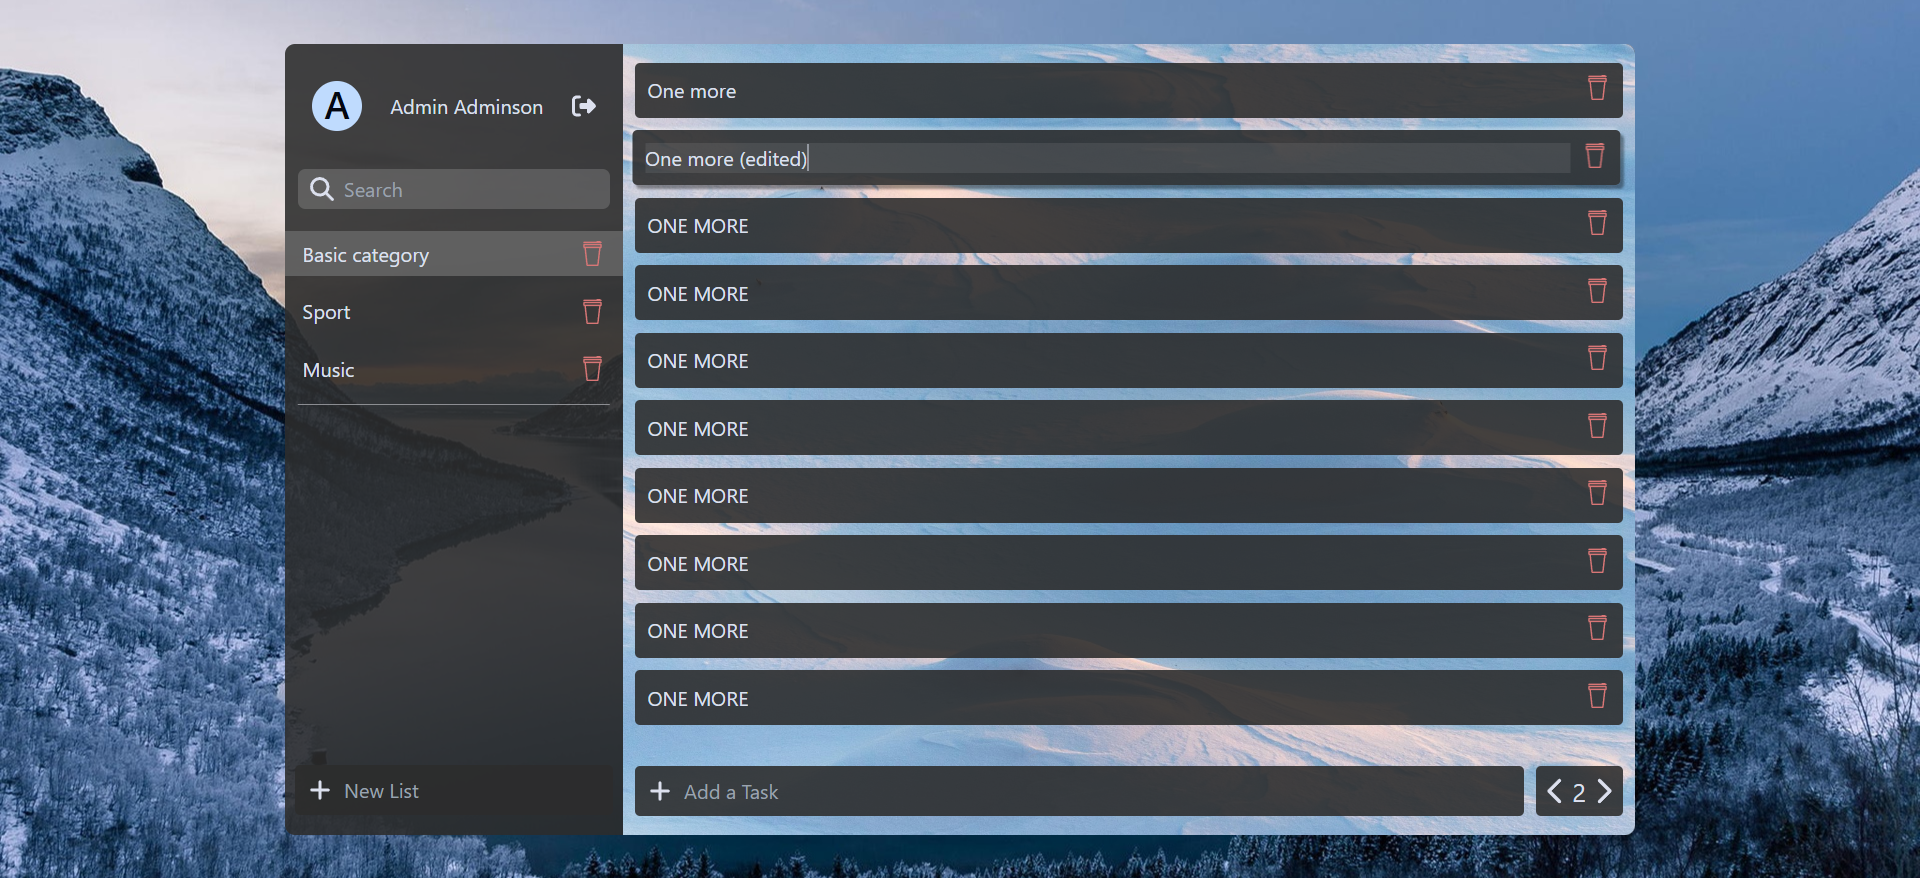 A
Admin Adminson
Search
Basic category
Sport
Music
New List
One more
One more (edited)
ONE MORE
ONE MORE
ONE MORE
ONE MORE
ONE MORE
ONE MORE
ONE MORE
ONE MORE
Add a Task
2